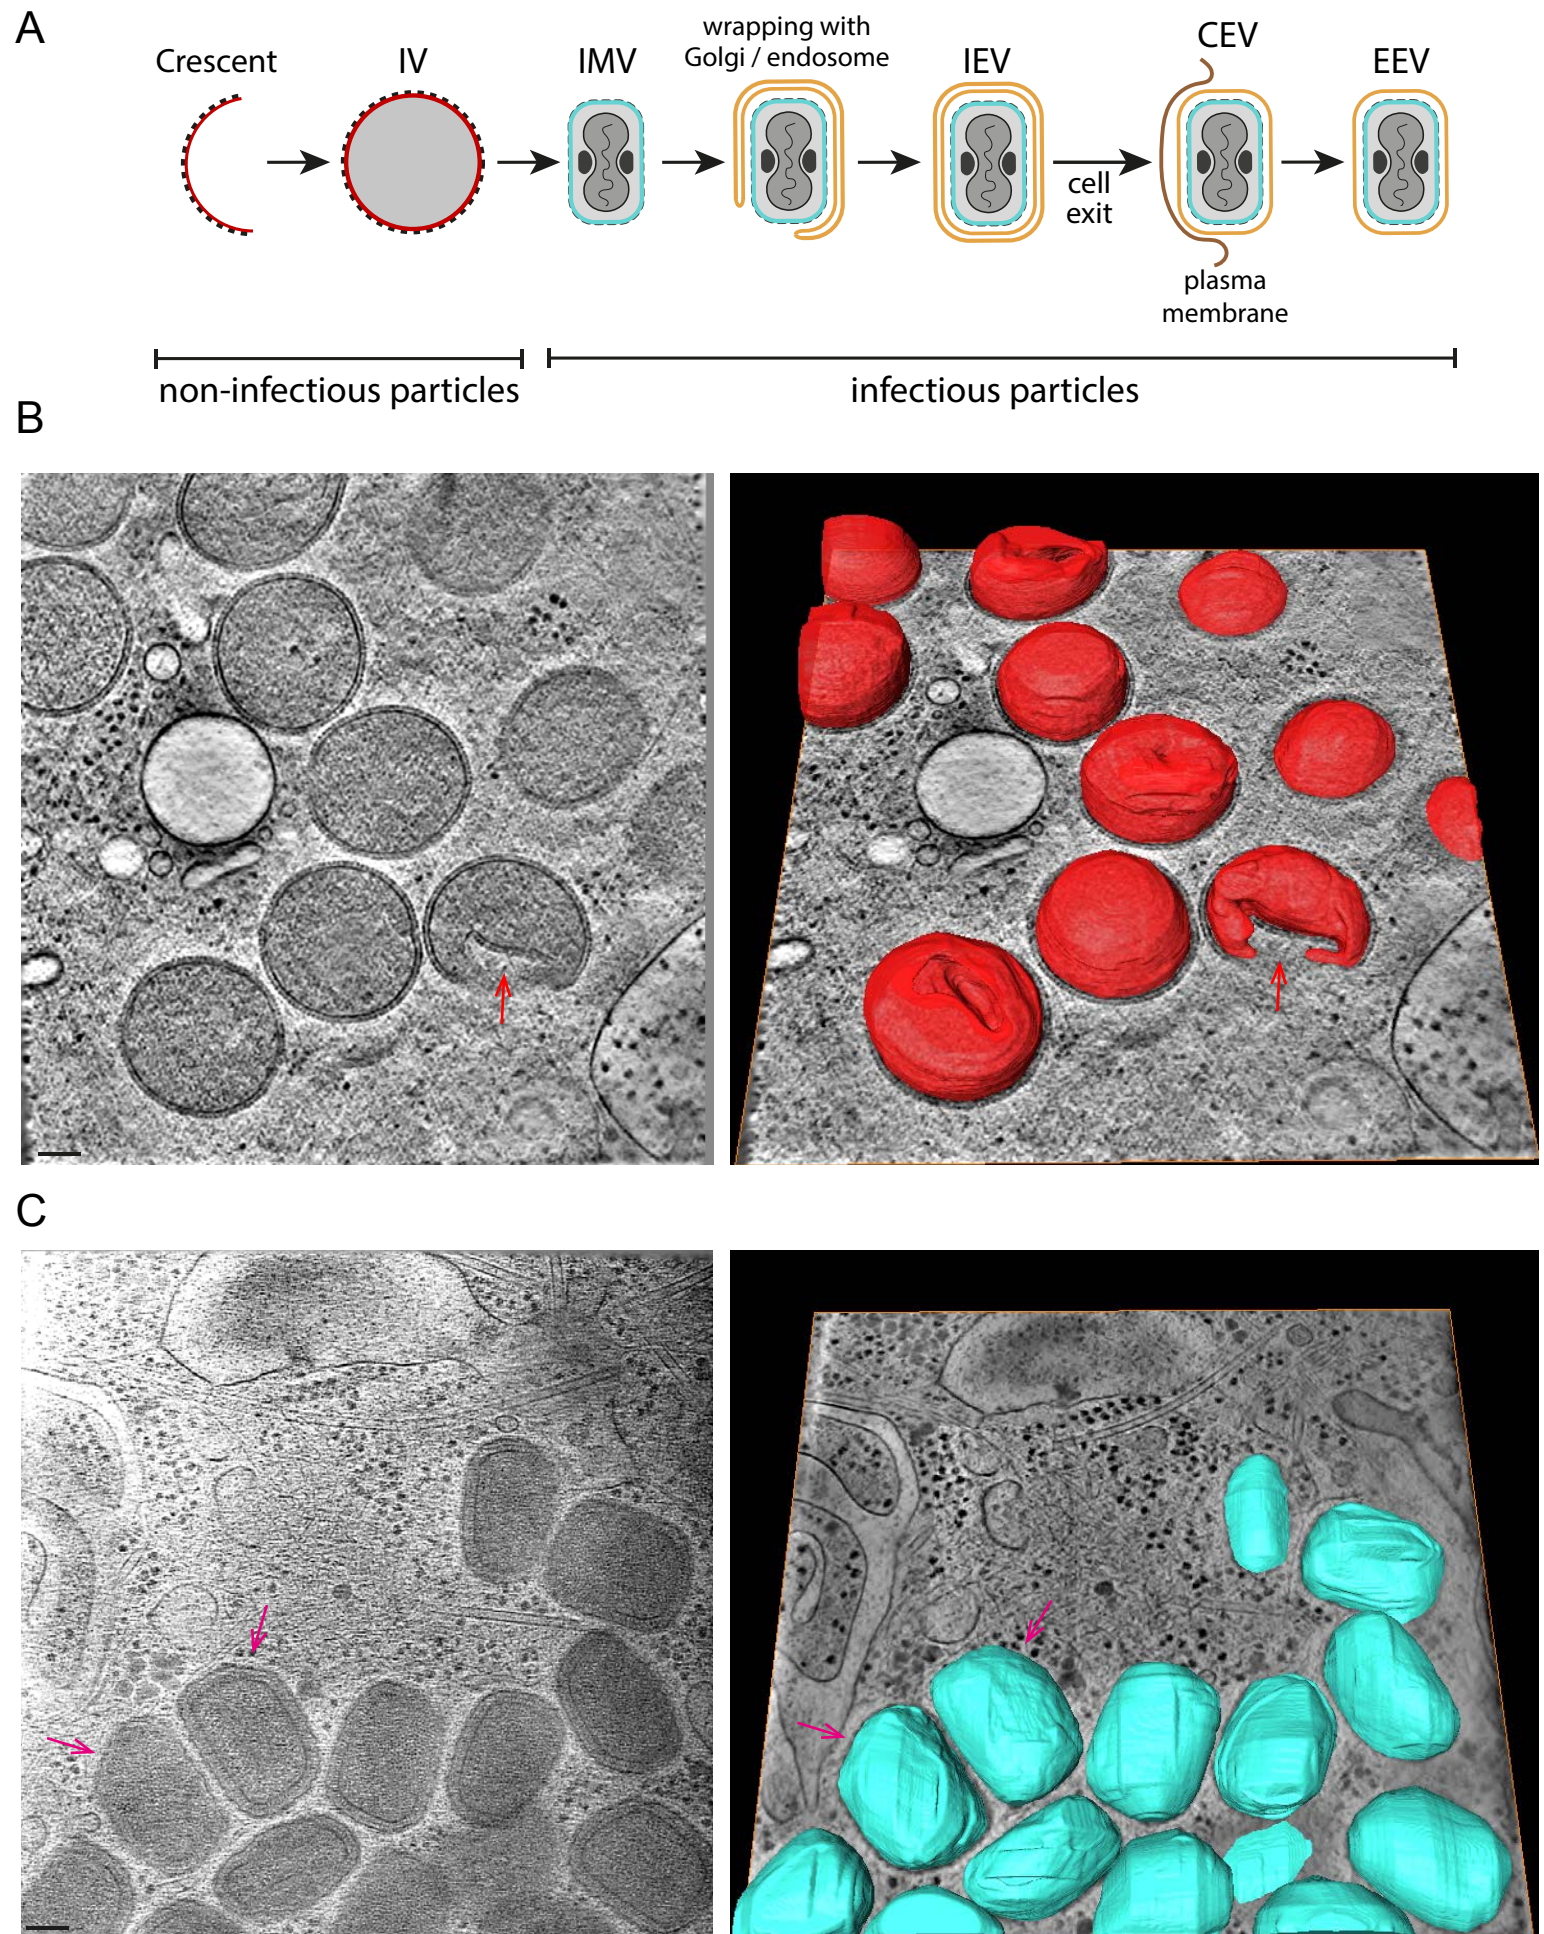 A
Crescent
IV
IMV
wrapping with
Golgi / endosome
IEV
CEV
EEV
cell
exit
plasma
membrane
non-infectious particles
infectious particles
B
C